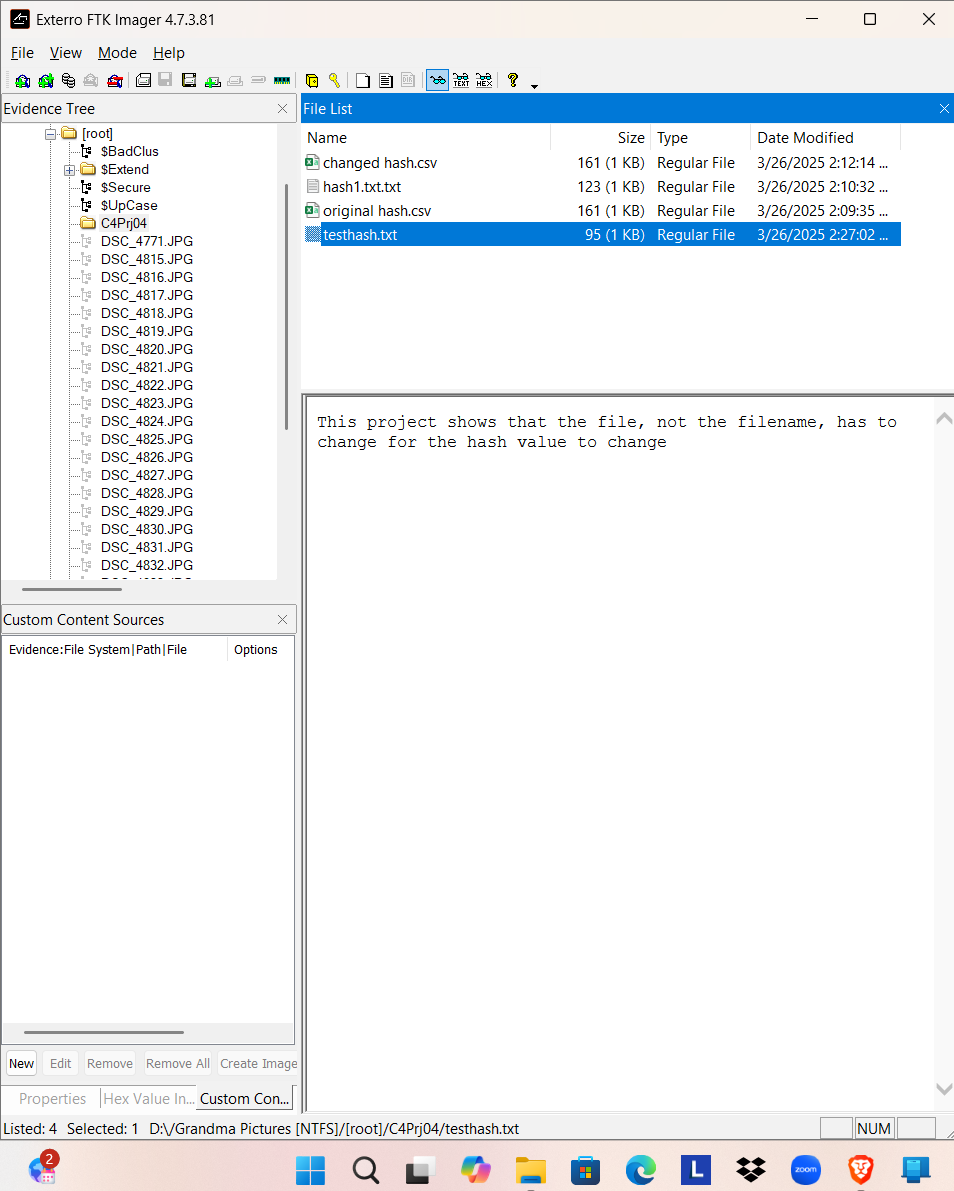 Exterro FTK Imager 4.7.3.81
File View Mode Help
Evidence Tree
[root]
$BadClus
$Extend
$Secure
$UpCase
C4Prj04
DSC_4771.JPG
DSC_4815.JPG
DSC_4816.JPG
DSC_4817.JPG
DSC_4818.JPG
DSC_4819.JPG
DSC_4820.JPG
DSC_4821.JPG
DSC_4822.JPG
DSC_4823.JPG
DSC_4824.JPG
DSC_4825.JPG
DSC_4826.JPG
DSC_4827.JPG
DSC_4828.JPG
DSC_4829.JPG
DSC_4830.JPG
DSC_4831.JPG
DSC_4832.JPG
Custom Content Sources
Evidence:File System|Path|File Options
New Edit Remove Remove All Create Image
Properties Hex Value In... Custom Con...
File List
Name Size Type Date Modified
changed hash.csv 161 (1 KB) Regular File 3/26/2025 2:12:14 ...
hash1.txt.txt 123 (1 KB) Regular File 3/26/2025 2:10:32 ...
original hash.csv 161 (1 KB) Regular File 3/26/2025 2:09:35 ...
testhash.txt 95 (1 KB) Regular File 3/26/2025 2:27:02 ...
This project shows that the file, not the filename, has to
change for the hash value to change
Listed: 4 Selected: 1 D:\/Grandma Pictures [NTFS]/[root]/C4Prj04/testhash.txt
NUM
2
L
zoom